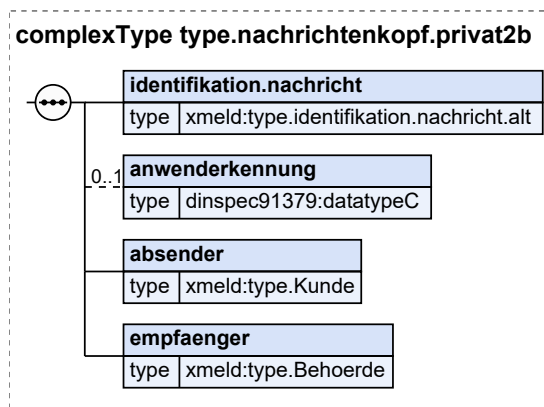 complexType type.nachrichtenkopf.privat2b
identifikation.nachricht
type xmeld:type.identifikation.nachricht.alt
0..1
anwenderkennung
type dinspec91379:datatypeC
absender
type xmeld:type.Kunde
empfaenger
type xmeld:type.Behoerde